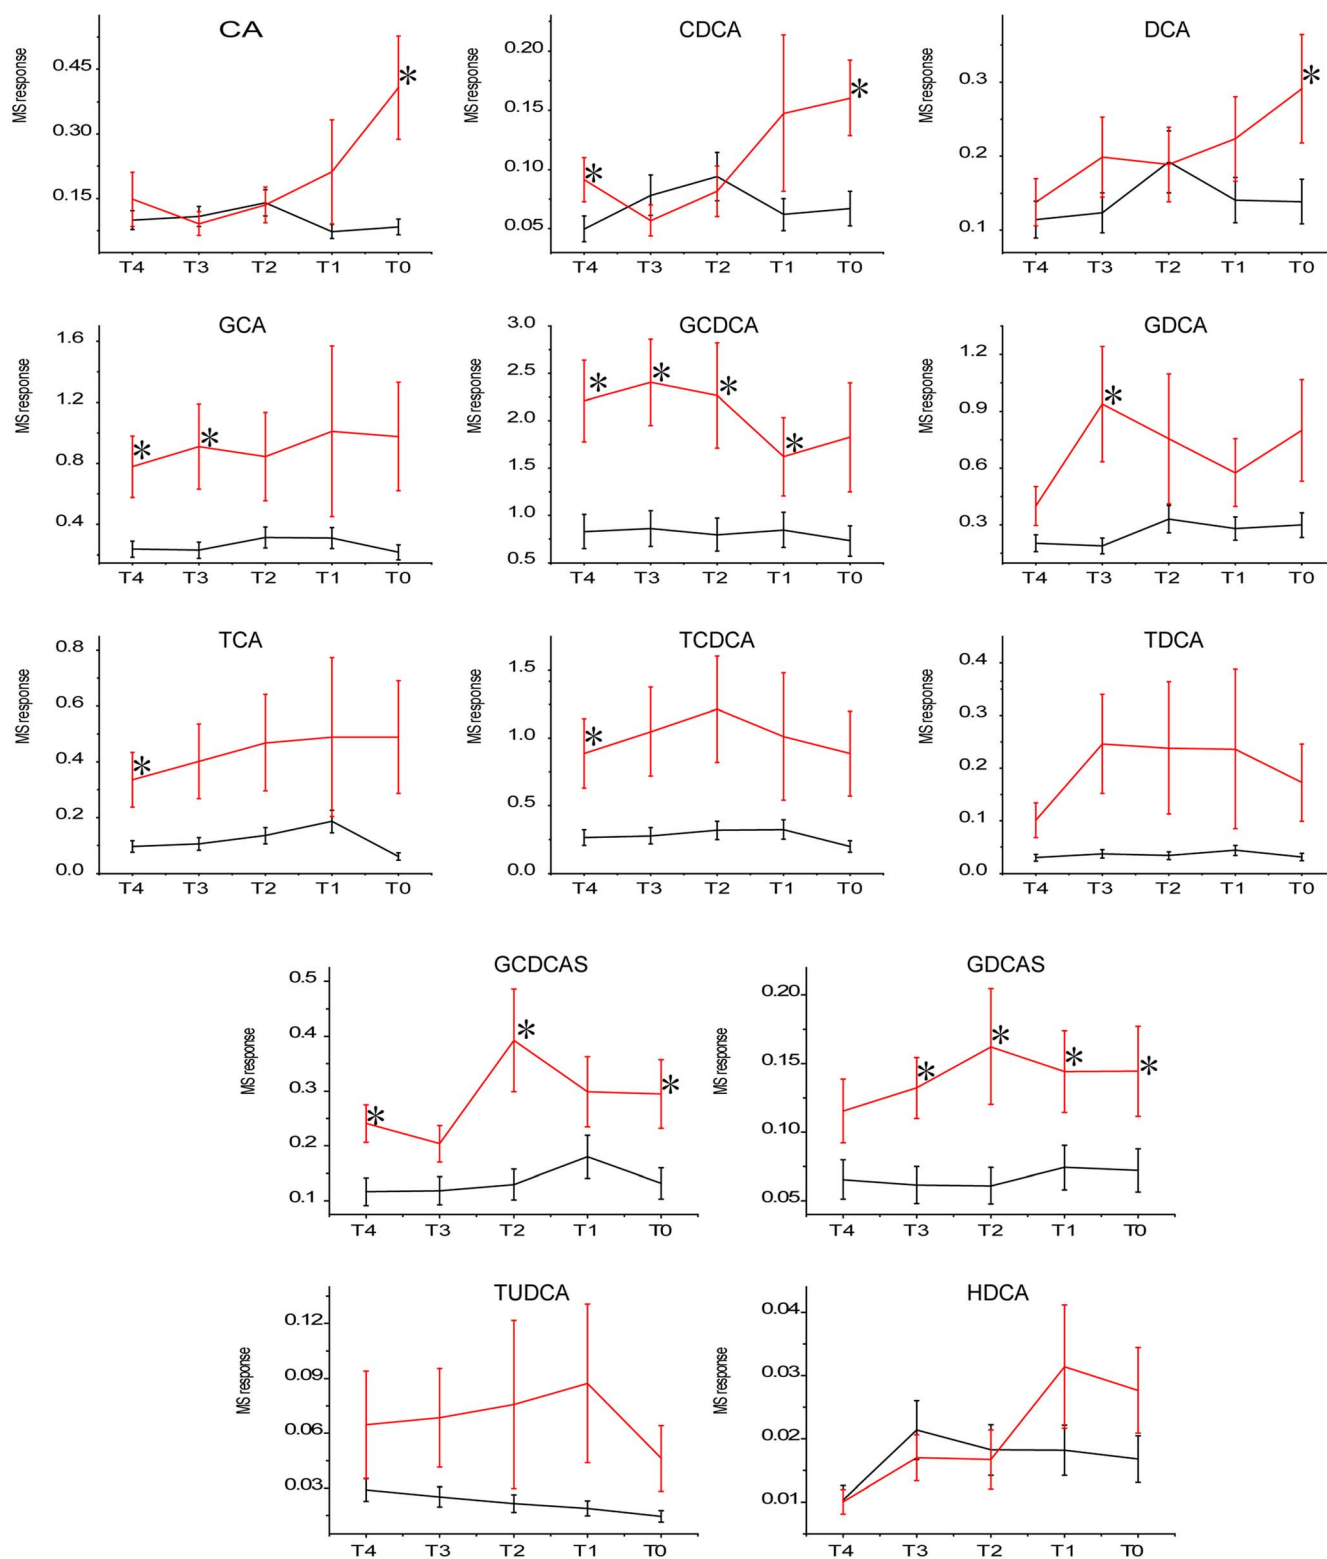 CA
MS response
0.45
0.30
0.15
*
T4 T3 T2 T1 T0
CDCA
MS response
0.20
0.15
0.10
0.05
* *
T4 T3 T2 T1 T0
DCA
MS response
0.3
0.2
0.1
*
T4 T3 T2 T1 T0
GCA
MS response
1.6
1.2
0.8
0.4
* *
T4 T3 T2 T1 T0
GCDCA
MS response
3.0
2.5
2.0
1.5
1.0
0.5
* * * *
T4 T3 T2 T1 T0
GDCA
MS response
1.2
0.9
0.6
0.3
*
T4 T3 T2 T1 T0
TCA
MS response
0.8
0.6
0.4
0.2
0.0
*
T4 T3 T2 T1 T0
TCDCA
MS response
1.5
1.0
0.5
0.0
*
T4 T3 T2 T1 T0
TDCA
MS response
0.4
0.3
0.2
0.1
0.0
T4 T3 T2 T1 T0
GCDCAS
MS response
0.5
0.4
0.3
0.2
0.1
* * *
T4 T3 T2 T1 T0
GDCAS
MS response
0.20
0.15
0.10
0.05
* * * *
T4 T3 T2 T1 T0
TUDCA
MS response
0.12
0.09
0.06
0.03
T4 T3 T2 T1 T0
HDCA
MS response
0.04
0.03
0.02
0.01
T4 T3 T2 T1 T0